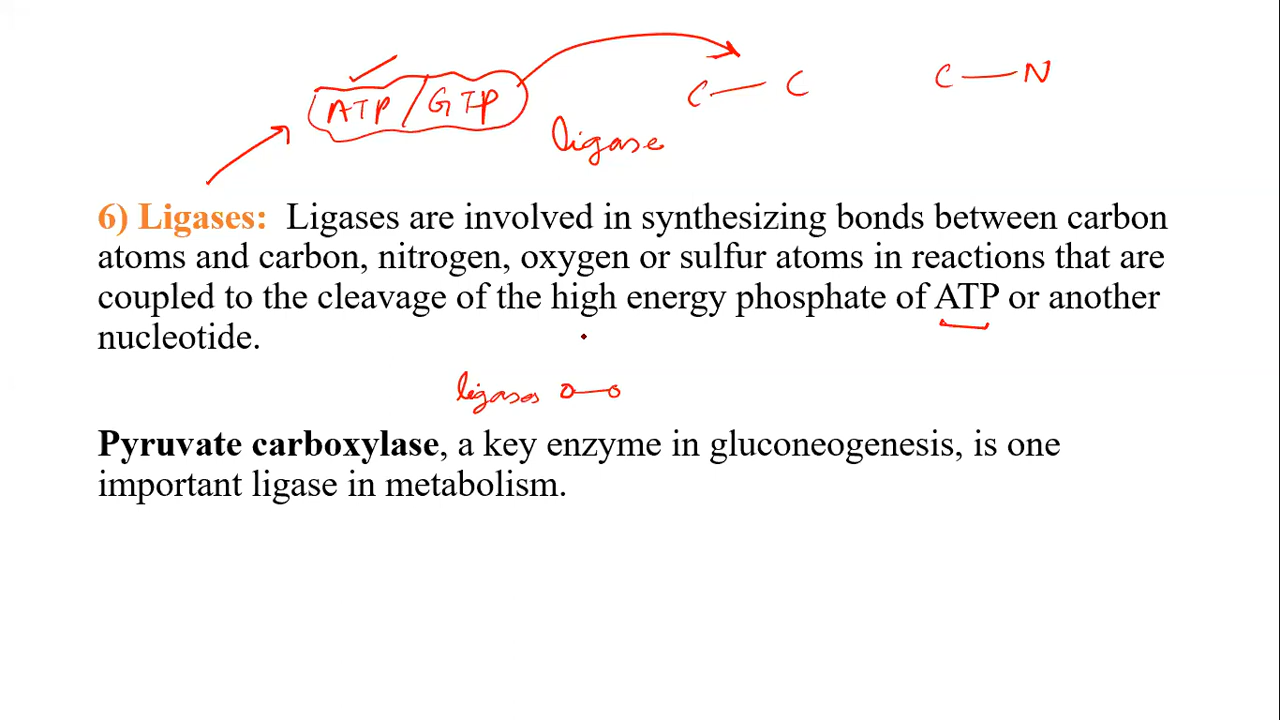 ATP/GTP
C—C
C—N
ligase
6) Ligases: Ligases are involved in synthesizing bonds between carbon
atoms and carbon, nitrogen, oxygen or sulfur atoms in reactions that are
coupled to the cleavage of the high energy phosphate of ATP or another
nucleotide.
ligases
Pyruvate carboxylase, a key enzyme in gluconeogenesis, is one
important ligase in metabolism.